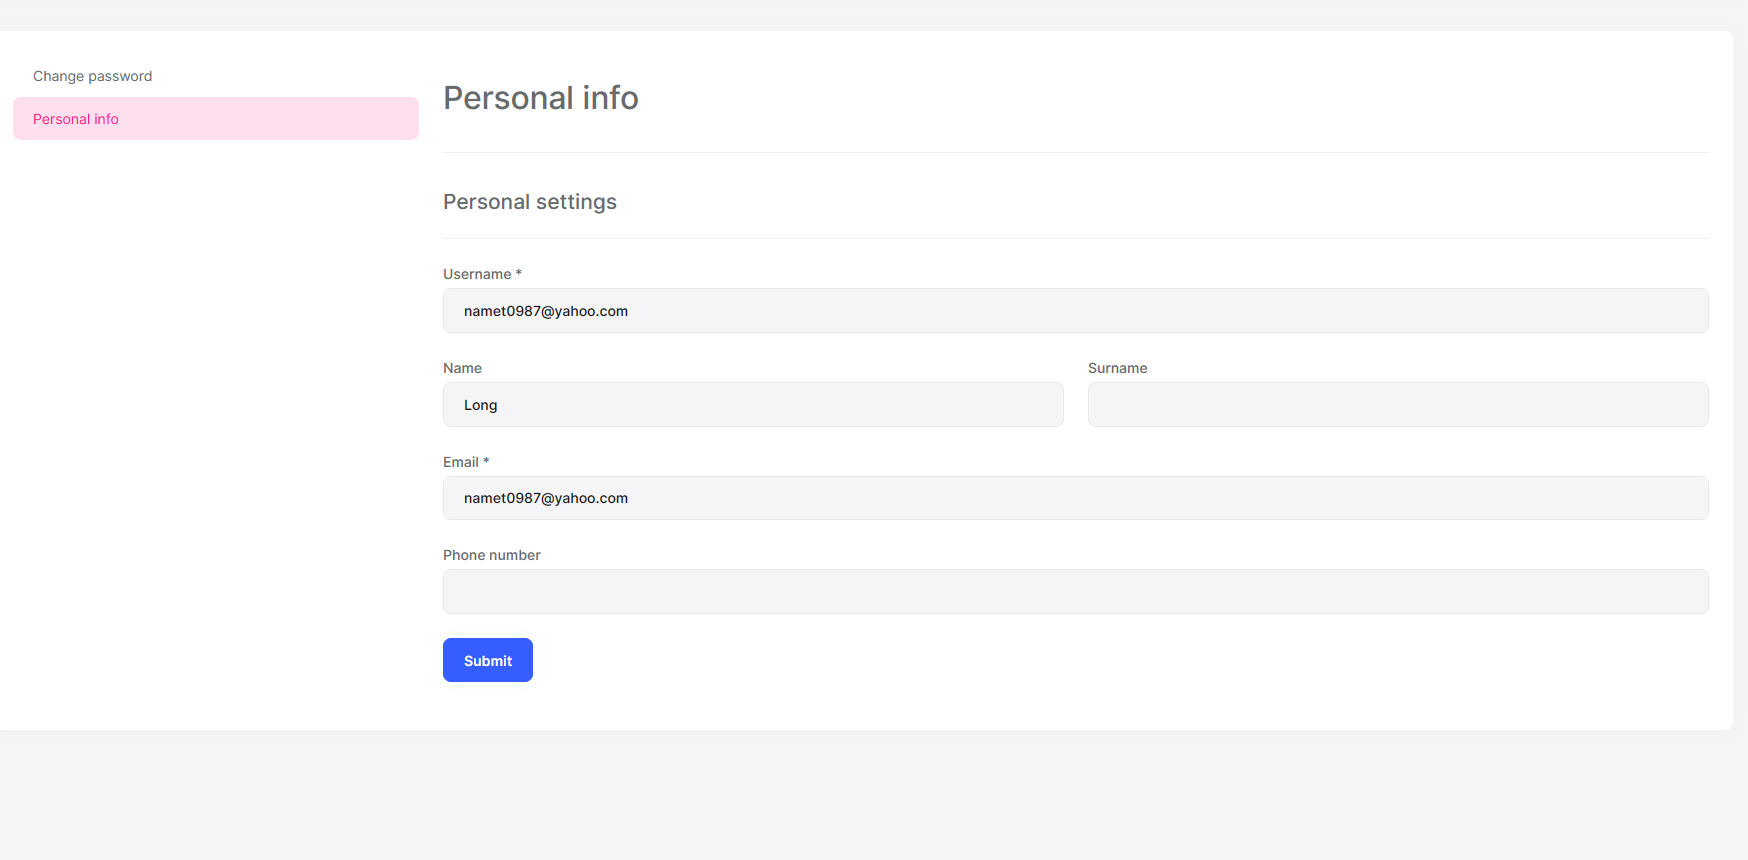 Change password
Personal info
Personal info
Personal settings
Username *
namet0987@yahoo.com
Name
Surname
Long
Email *
namet0987@yahoo.com
Phone number
Submit